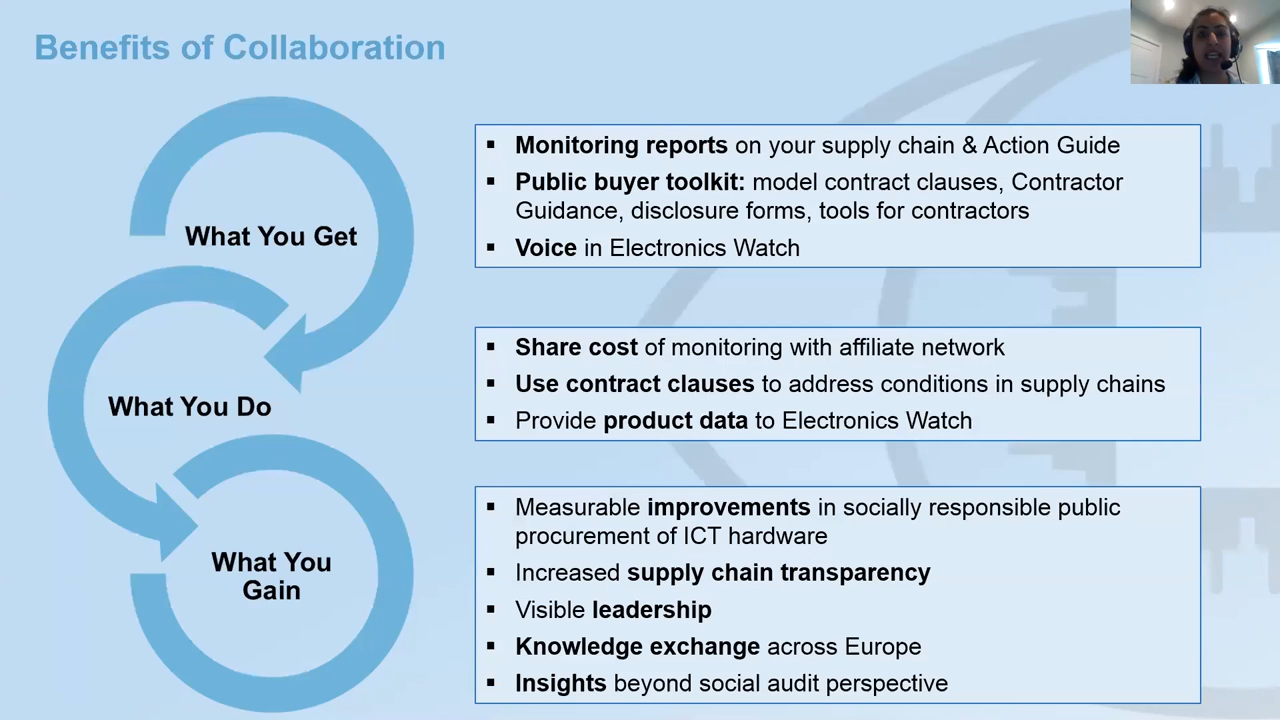 Benefits of Collaboration
What You Get
▪ Monitoring reports on your supply chain & Action Guide
▪ Public buyer toolkit: model contract clauses, Contractor
Guidance, disclosure forms, tools for contractors
▪ Voice in Electronics Watch
What You Do
▪ Share cost of monitoring with affiliate network
▪ Use contract clauses to address conditions in supply chains
▪ Provide product data to Electronics Watch
What You
Gain
▪ Measurable improvements in socially responsible public
procurement of ICT hardware
▪ Increased supply chain transparency
▪ Visible leadership
▪ Knowledge exchange across Europe
▪ Insights beyond social audit perspective